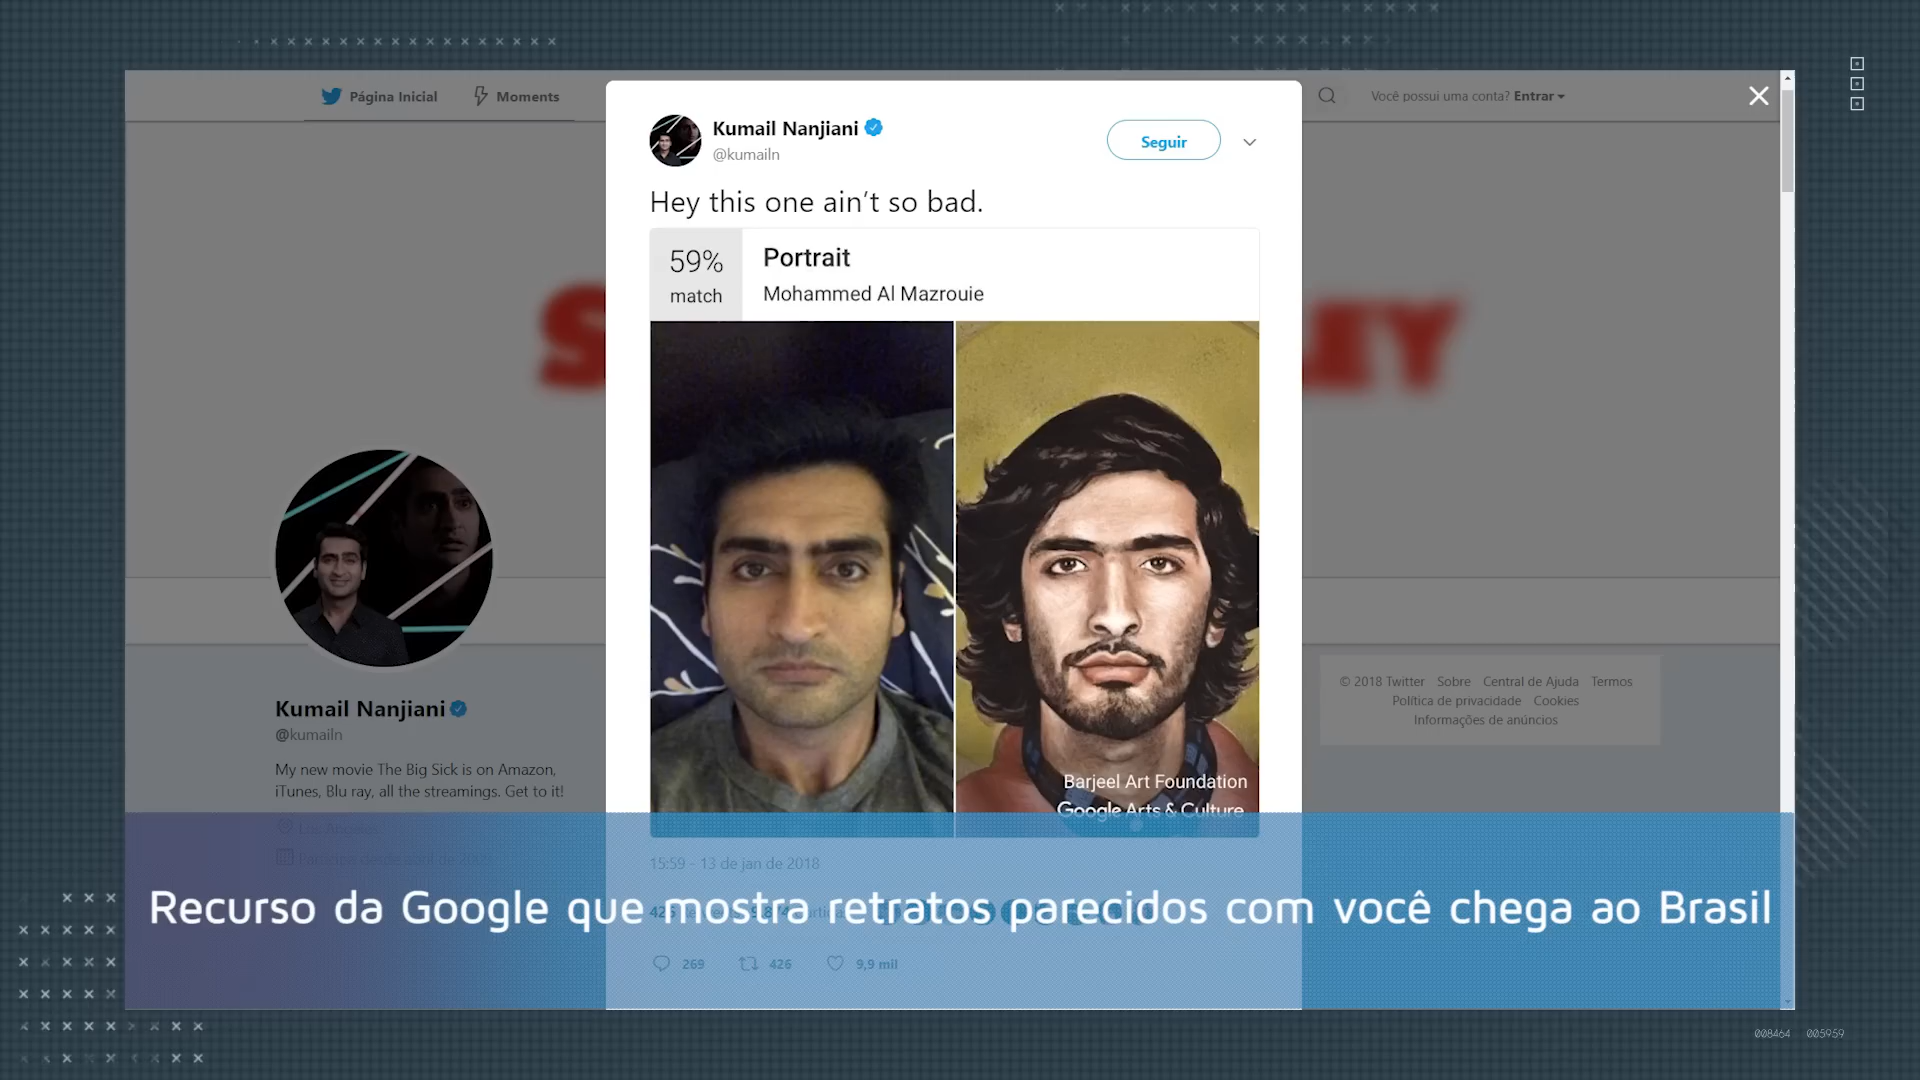 Página Inicial
Moments
Você possui uma conta? Entrar
Kumail Nanjiani
@kumailn
Seguir
Hey this one ain't so bad.
59%
match
Portrait
Mohammed Al Mazrouie
Barjeel Art Foundation
Google Arts & Culture
Kumail Nanjiani
@kumailn
My new movie The Big Sick is on Amazon,
iTunes, Blu ray, all the streamings. Get to it!
Los Angeles
© 2018 Twitter Sobre Central de Ajuda Termos
Política de privacidade Cookies
Informações de anúncios
15:59 - 13 de jan de 2018
Recurso da Google que mostra retratos parecidos com você chega ao Brasil
269 426 9,9 mil
008464 005959